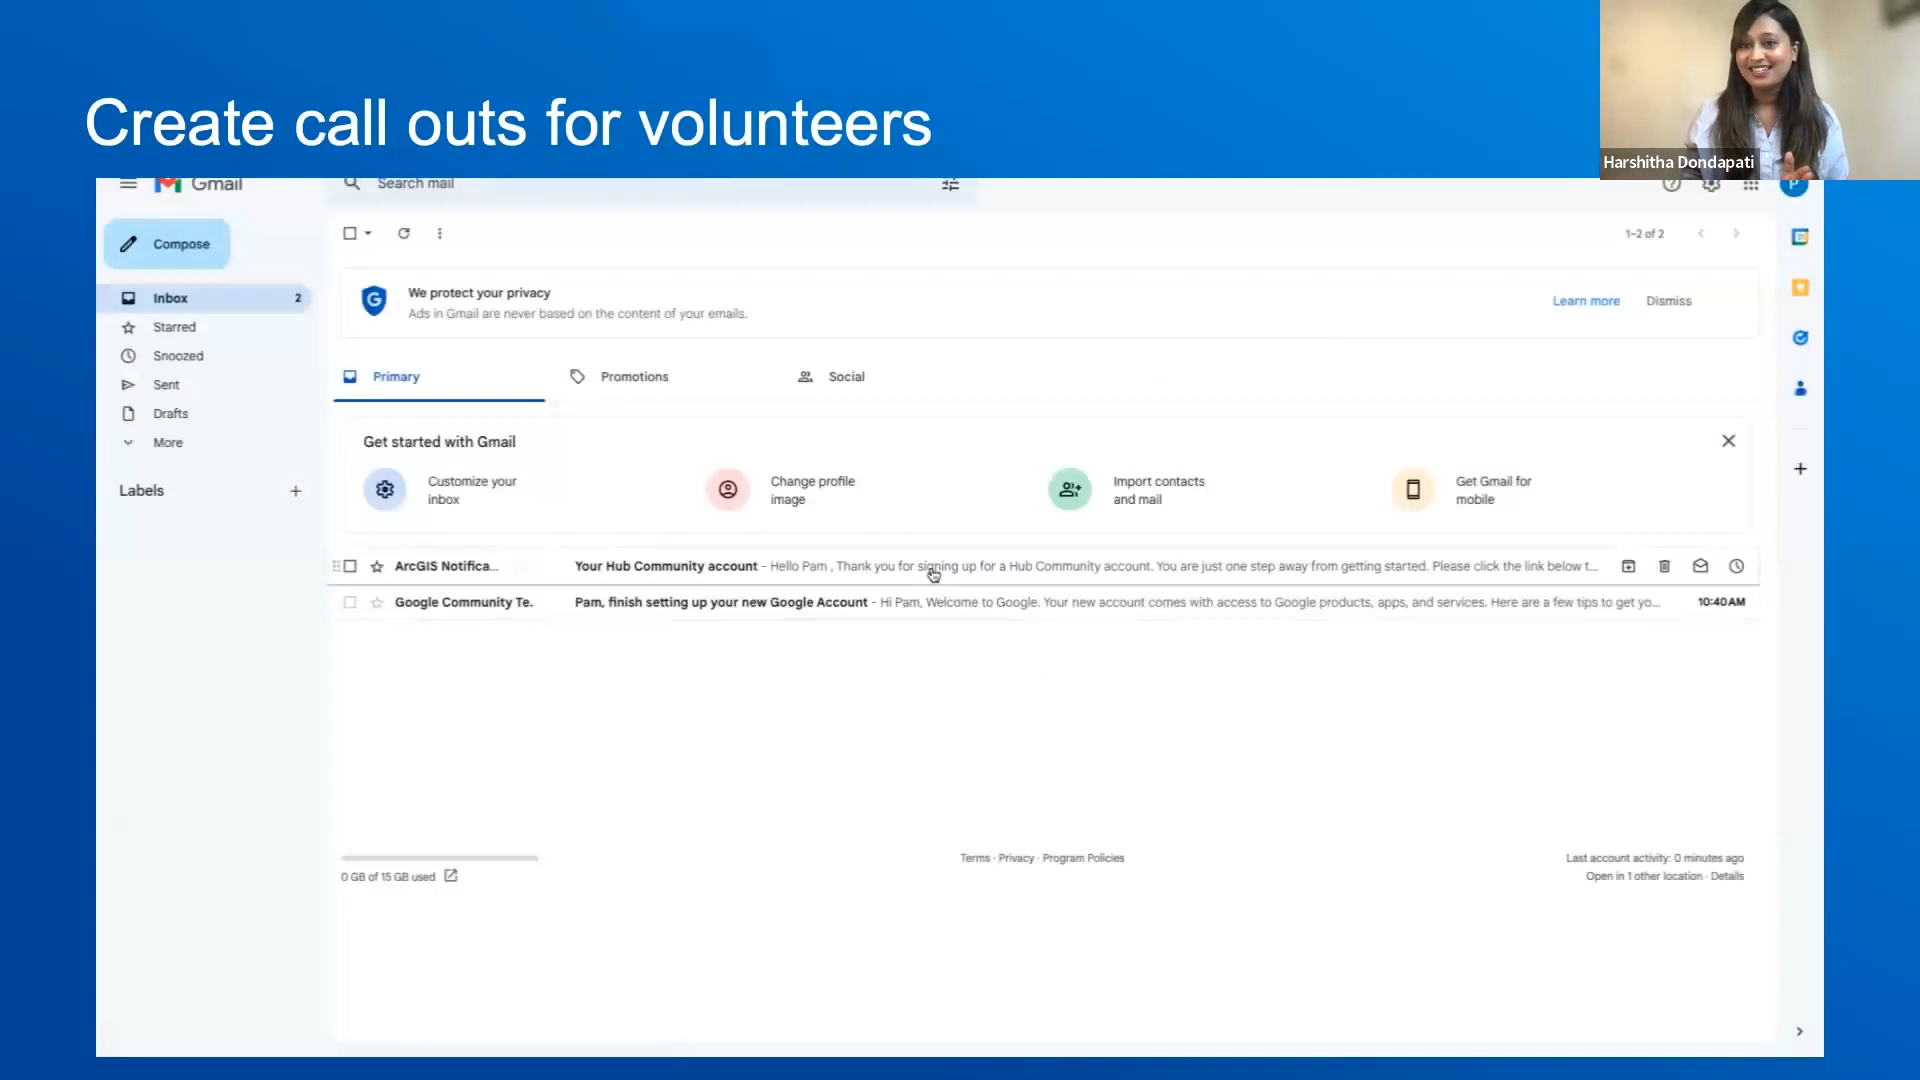 Create call outs for volunteers
Harshitha Dondapati
Gmail
Search mail
P
Compose
1–2 of 2
We protect your privacy
Ads in Gmail are never based on the content of your emails.
Learn more
Dismiss
Inbox 2
Starred
Snoozed
Sent
Drafts
More
Labels
Primary
Promotions
Social
Get started with Gmail
Customize your
inbox
Change profile
image
Import contacts
and mail
Get Gmail for
mobile
ArcGIS Notifica... Your Hub Community account - Hello Pam , Thank you for signing up for a Hub Community account. You are just one step away from getting started. Please click the link below t...
Google Community Te. Pam, finish setting up your new Google Account - Hi Pam, Welcome to Google. Your new account comes with access to Google products, apps, and services. Here are a few tips to get yo... 10:40 AM
0 GB of 15 GB used
Terms · Privacy · Program Policies
Last account activity: 0 minutes ago
Open in 1 other location · Details